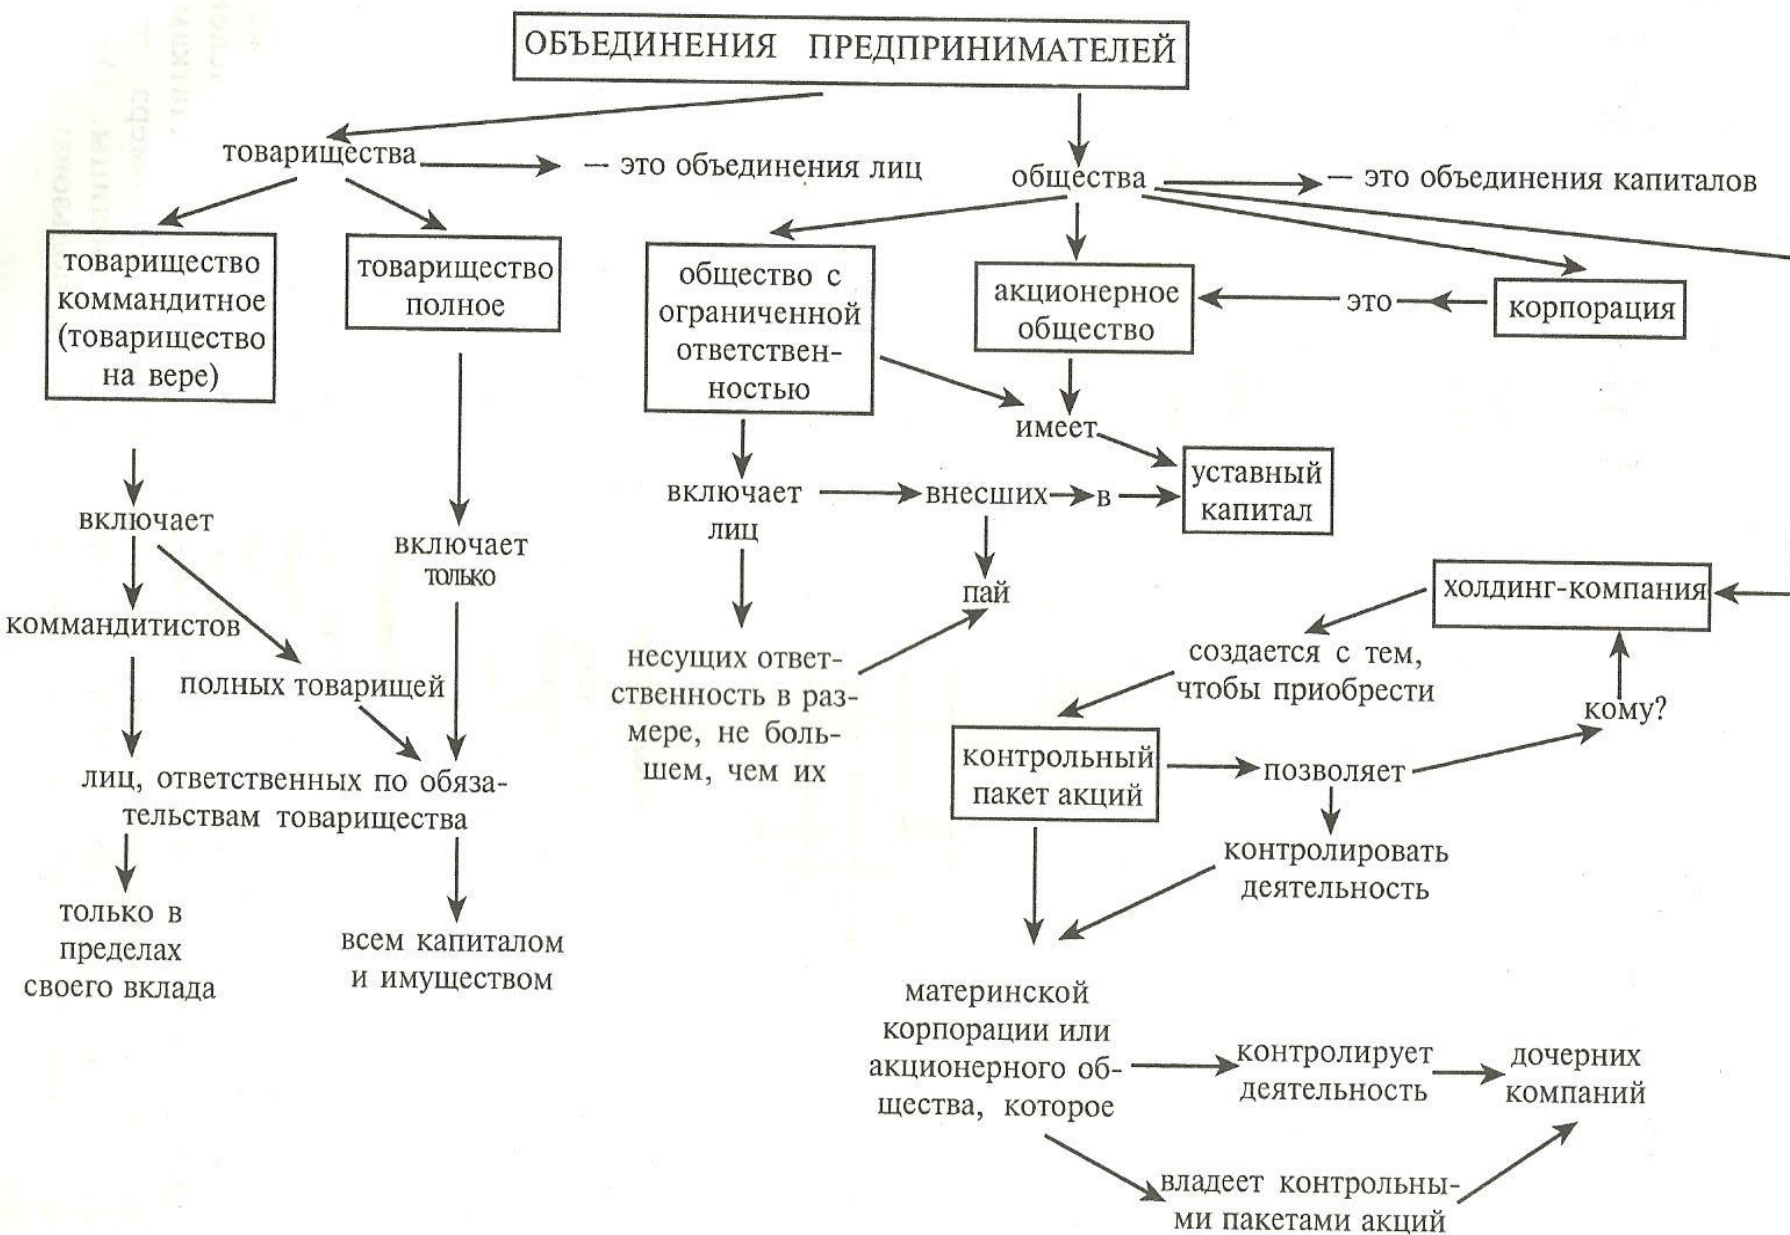 ОБЪЕДИНЕНИЯ ПРЕДПРИНИМАТЕЛЕЙ
товарищества
— это объединения лиц
общества
— это объединения капиталов
товарищество
коммандитное
(товарищество
на вере)
товарищество
полное
общество с
ограниченной
ответствен-
ностью
акционерное
общество
это
корпорация
имеет
уставный
капитал
включает
лиц
внесших
в
пай
включает
коммандитистов
полных товарищей
включает
только
лиц, ответственных по обяза-
тельствам товарищества
только в
пределах
своего вклада
всем капиталом
и имуществом
несущих ответ-
ственность в раз-
мере, не боль-
шем, чем их
холдинг-компания
создается с тем,
чтобы приобрести
кому?
контрольный
пакет акций
позволяет
контролировать
деятельность
материнской
корпорации или
акционерного об-
щества, которое
контролирует
деятельность
дочерних
компаний
владеет контрольны-
ми пакетами акций